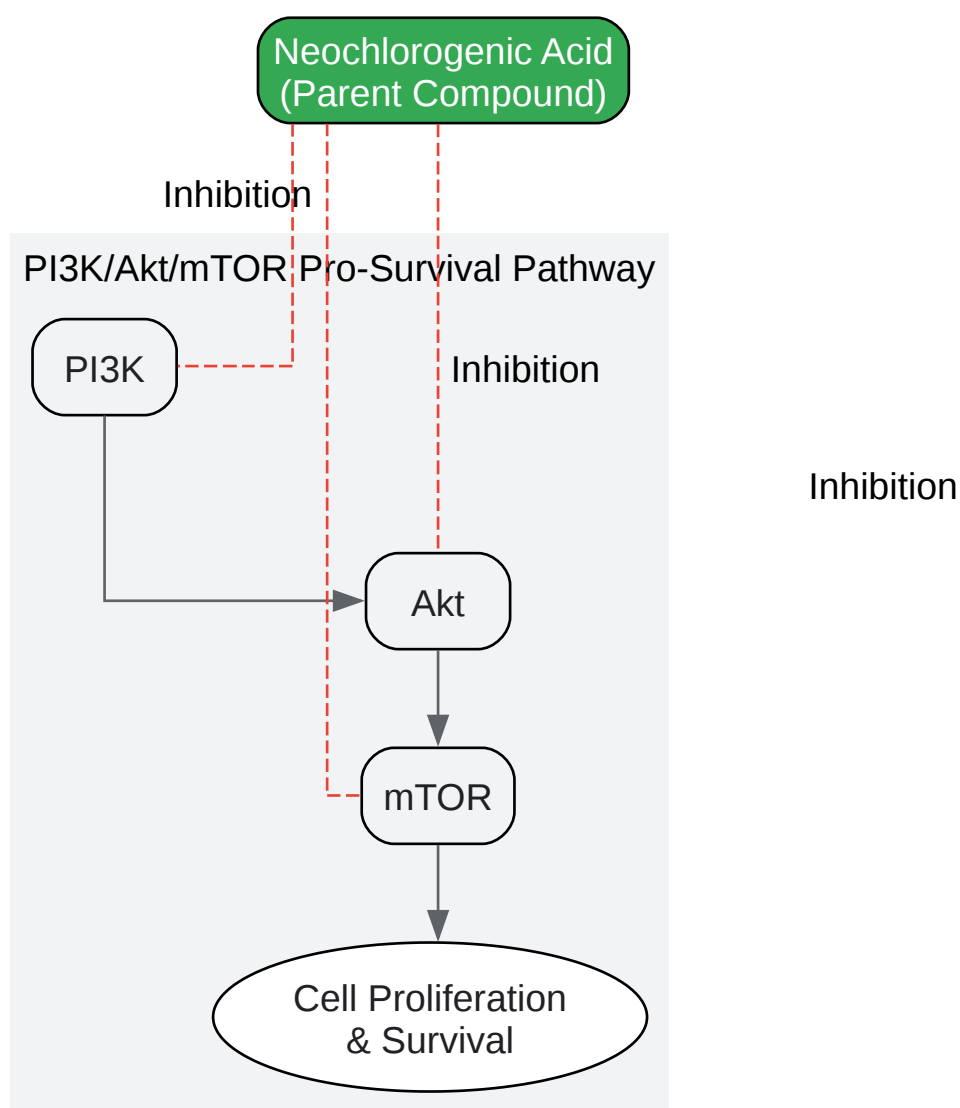 Neochlorogenic Acid
(Parent Compound)
Inhibition
PI3K/Akt/mTOR Pro-Survival Pathway
PI3K
Inhibition
Inhibition
Akt
mTOR
Cell Proliferation
& Survival